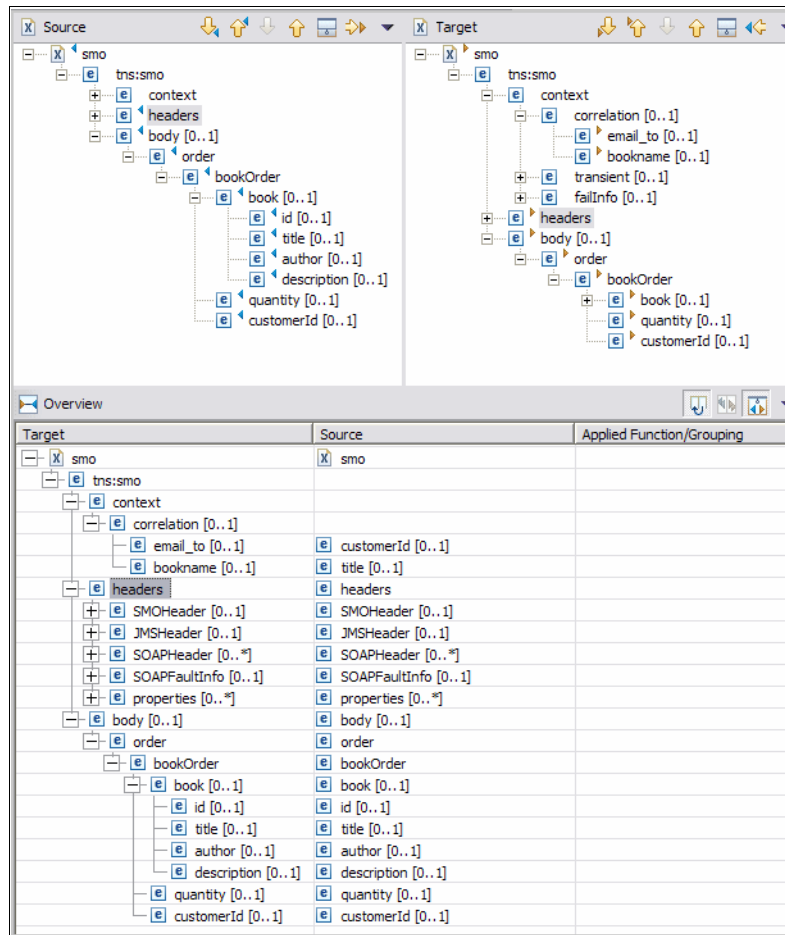 Source
smo
tns:smo
context
headers
body [0..1]
order
bookOrder
book [0..1]
id [0..1]
title [0..1]
author [0..1]
description [0..1]
quantity [0..1]
customerId [0..1]
Target
smo
tns:smo
context
correlation [0..1]
email_to [0..1]
bookname [0..1]
transient [0..1]
failInfo [0..1]
headers
body [0..1]
order
bookOrder
book [0..1]
quantity [0..1]
customerId [0..1]
Overview
Target Source Applied Function/Grouping
smo smo
tns:smo
context
correlation [0..1]
email_to [0..1] customerId [0..1]
bookname [0..1] title [0..1]
headers headers
SMOHeader [0..1] SMOHeader [0..1]
JMSHeader [0..1] JMSHeader [0..1]
SOAPHeader [0..*] SOAPHeader [0..*]
SOAPFaultInfo [0..1] SOAPFaultInfo [0..1]
properties [0..*] properties [0..*]
body [0..1] body [0..1]
order order
bookOrder bookOrder
book [0..1] book [0..1]
id [0..1] id [0..1]
title [0..1] title [0..1]
author [0..1] author [0..1]
description [0..1] description [0..1]
quantity [0..1] quantity [0..1]
customerId [0..1] customerId [0..1]